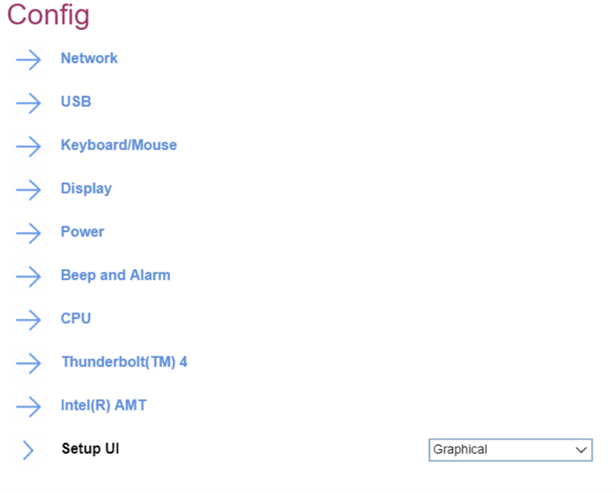 Config
Network
USB
Keyboard/Mouse
Display
Power
Beep and Alarm
CPU
Thunderbolt(TM) 4
Intel(R) AMT
Setup UI Graphical